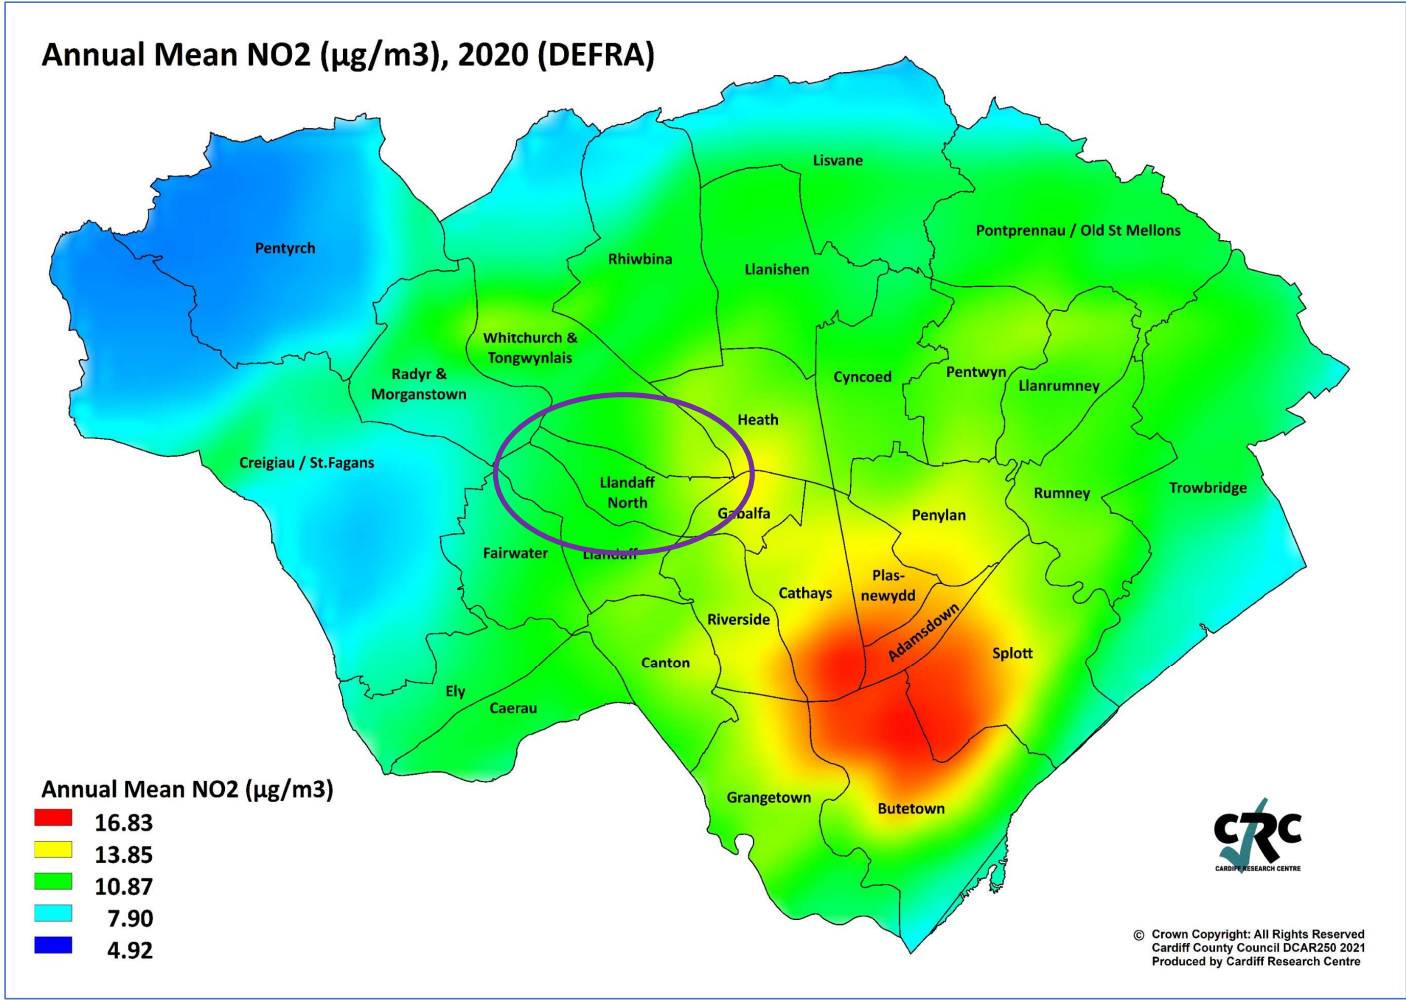 Annual Mean NO2 (µg/m3), 2020 (DEFRA)
Lisvane
Pontprennau / Old St Mellons
Pentyrch
Rhiwbina
Llanishen
Whitchurch &
Tongwynlais
Radyr &
Morganstown
Cyncoed
Pentwyn
Llanrumney
Heath
Creigiau / St.Fagans
Llandaff
North
Rumney
Trowbridge
Gabalfa
Penylan
Fairwater
Llandaff
Plas-
newydd
Cathays
Riverside
Adamsdown
Splott
Canton
Ely
Caerau
Grangetown
Butetown
Annual Mean NO2 (µg/m3)
16.83
13.85
10.87
7.90
4.92
CRC
CARDIFF RESEARCH CENTRE
© Crown Copyright: All Rights Reserved
Cardiff County Council DCAR250 2021
Produced by Cardiff Research Centre